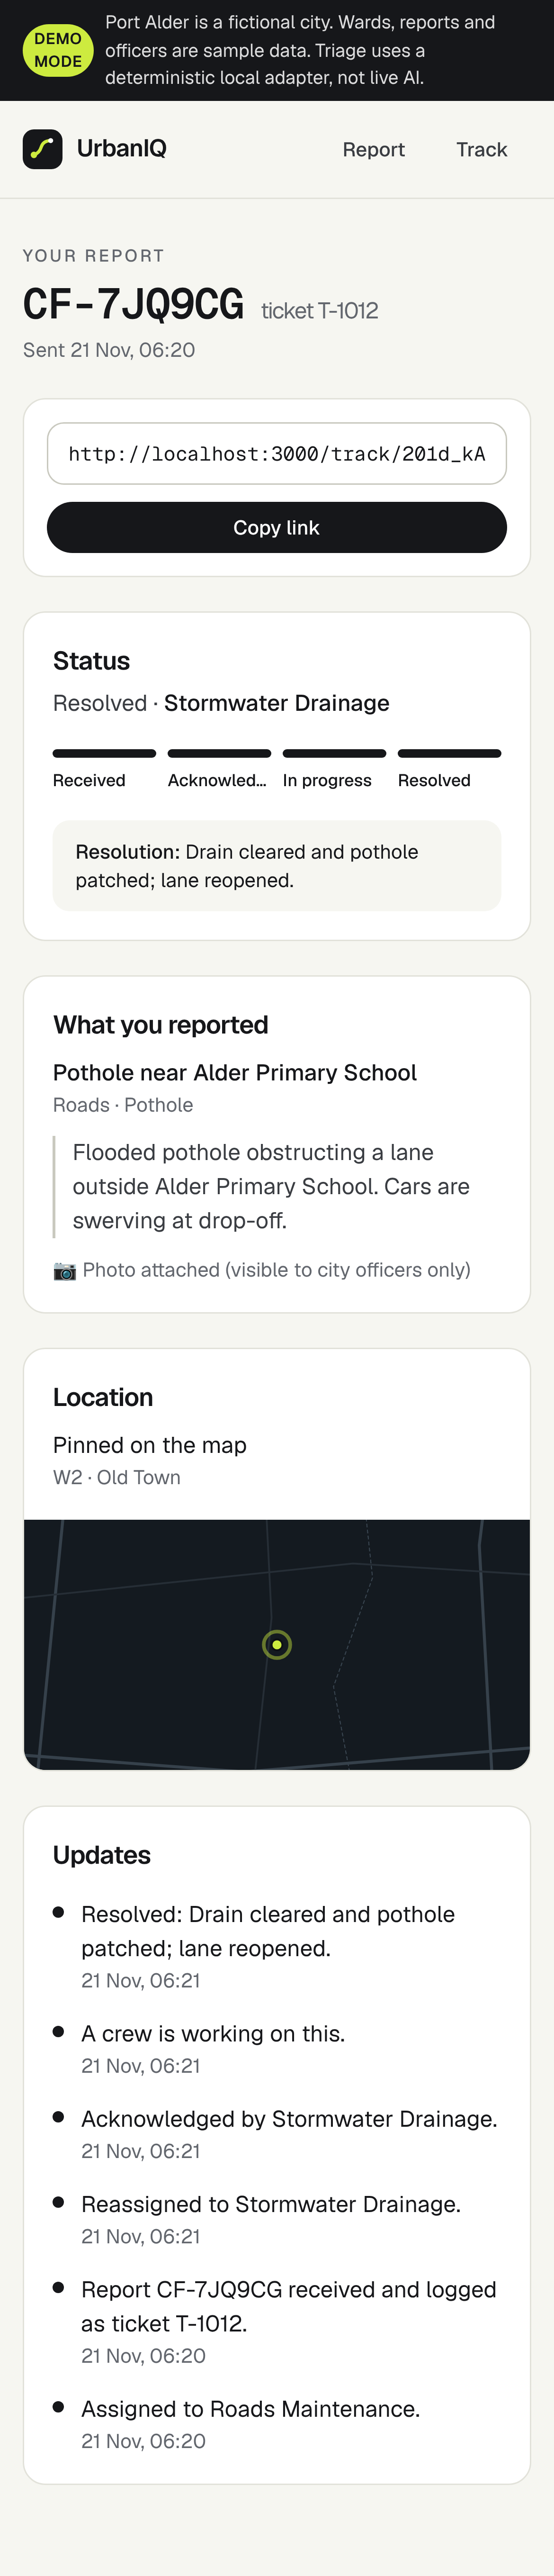 DEMO
MODE
Port Alder is a fictional city. Wards, reports and
officers are sample data. Triage uses a
deterministic local adapter, not live AI.
UrbanIQ
Report
Track
YOUR REPORT
CF-7JQ9CG ticket T-1012
Sent 21 Nov, 06:20
http://localhost:3000/track/201d_kA
Copy link
Status
Resolved · Stormwater Drainage
Received
Acknowled...
In progress
Resolved
Resolution: Drain cleared and pothole
patched; lane reopened.
What you reported
Pothole near Alder Primary School
Roads · Pothole
Flooded pothole obstructing a lane
outside Alder Primary School. Cars are
swerving at drop-off.
📷 Photo attached (visible to city officers only)
Location
Pinned on the map
W2 · Old Town
Updates
Resolved: Drain cleared and pothole
patched; lane reopened.
21 Nov, 06:21
A crew is working on this.
21 Nov, 06:21
Acknowledged by Stormwater Drainage.
21 Nov, 06:21
Reassigned to Stormwater Drainage.
21 Nov, 06:21
Report CF-7JQ9CG received and logged
as ticket T-1012.
21 Nov, 06:20
Assigned to Roads Maintenance.
21 Nov, 06:20